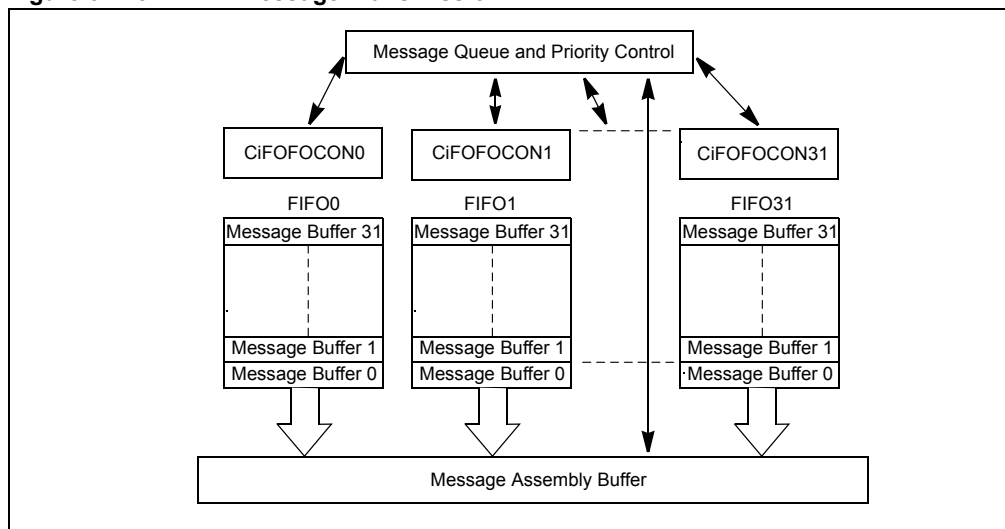 Message Queue and Priority Control
CiFOFOCON0
CiFOFOCON1
CiFOFOCON31
FIFO0
FIFO1
FIFO31
Message Buffer 31
Message Buffer 31
Message Buffer 31
Message Buffer 1
Message Buffer 1
Message Buffer 1
Message Buffer 0
Message Buffer 0
Message Buffer 0
Message Assembly Buffer